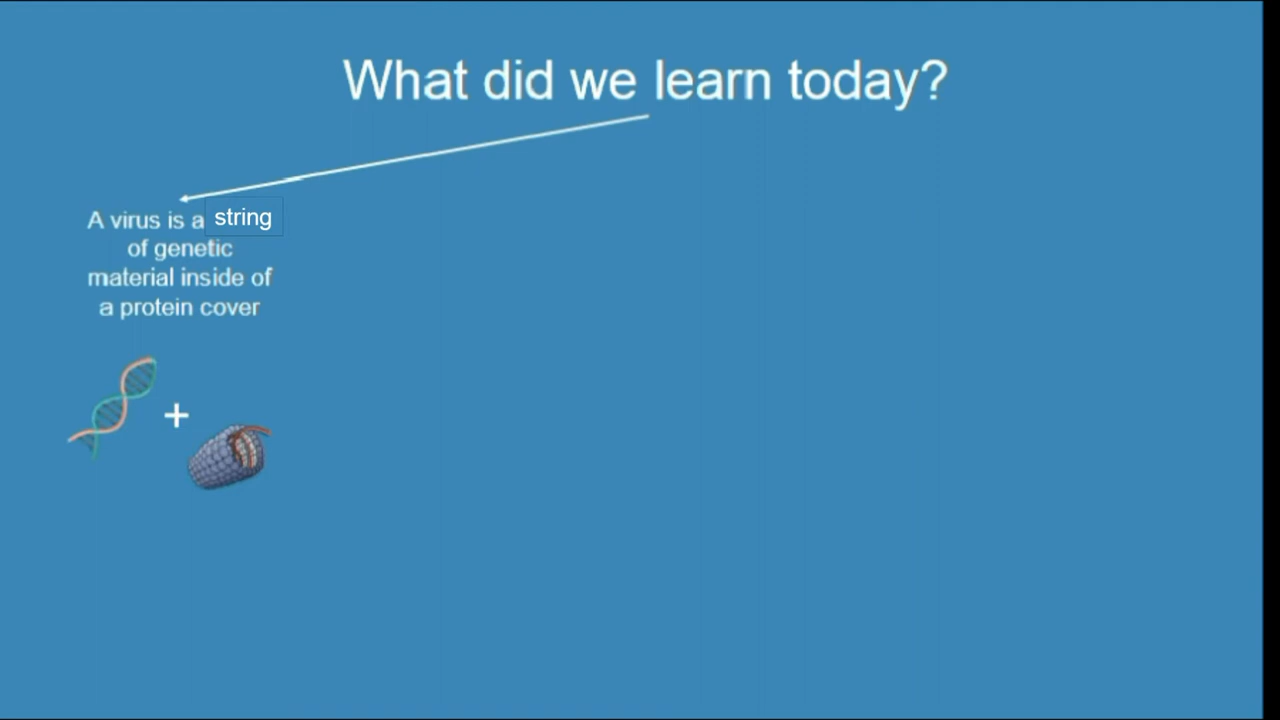 What did we learn today?
A virus is a string
of genetic
material inside of
a protein cover
+